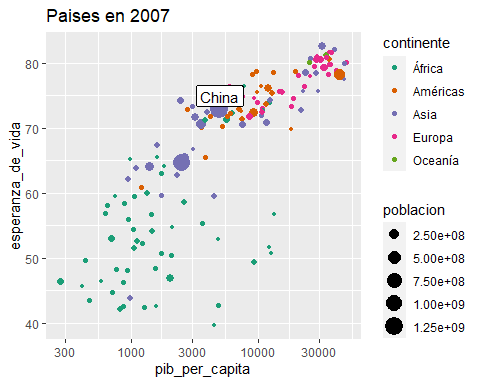 Paises en 2007
esperanza_de_vida
80
70
60
50
40
China
300
1000
3000
10000
30000
pib_per_capita
continente
África
Américas
Asia
Europa
Oceanía
poblacion
2.50e+08
5.00e+08
7.50e+08
1.00e+09
1.25e+09